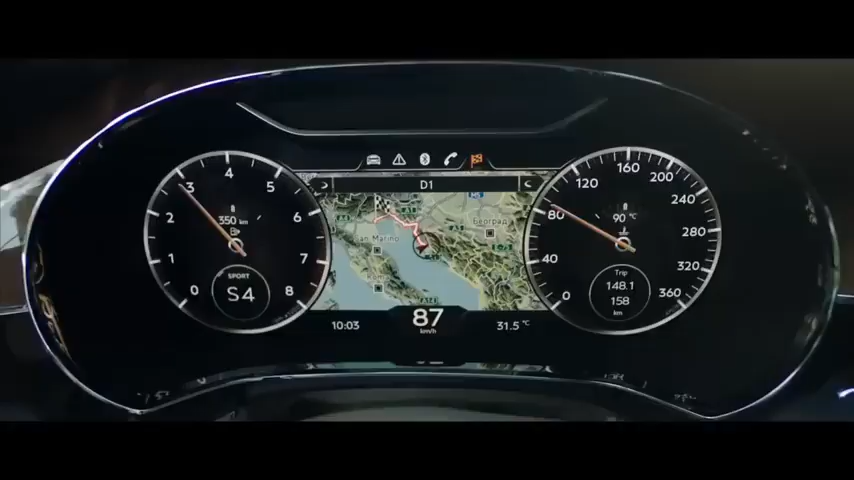 D1
4
3
5
2
6
1
7
0
8
350 km
SPORT
S4
A1
an Marino
Београд
87
km/h
10:03
31.5 °C
160
120
200
80
240
280
40
320
0
360
90 °C
Trip
148.1
158
km